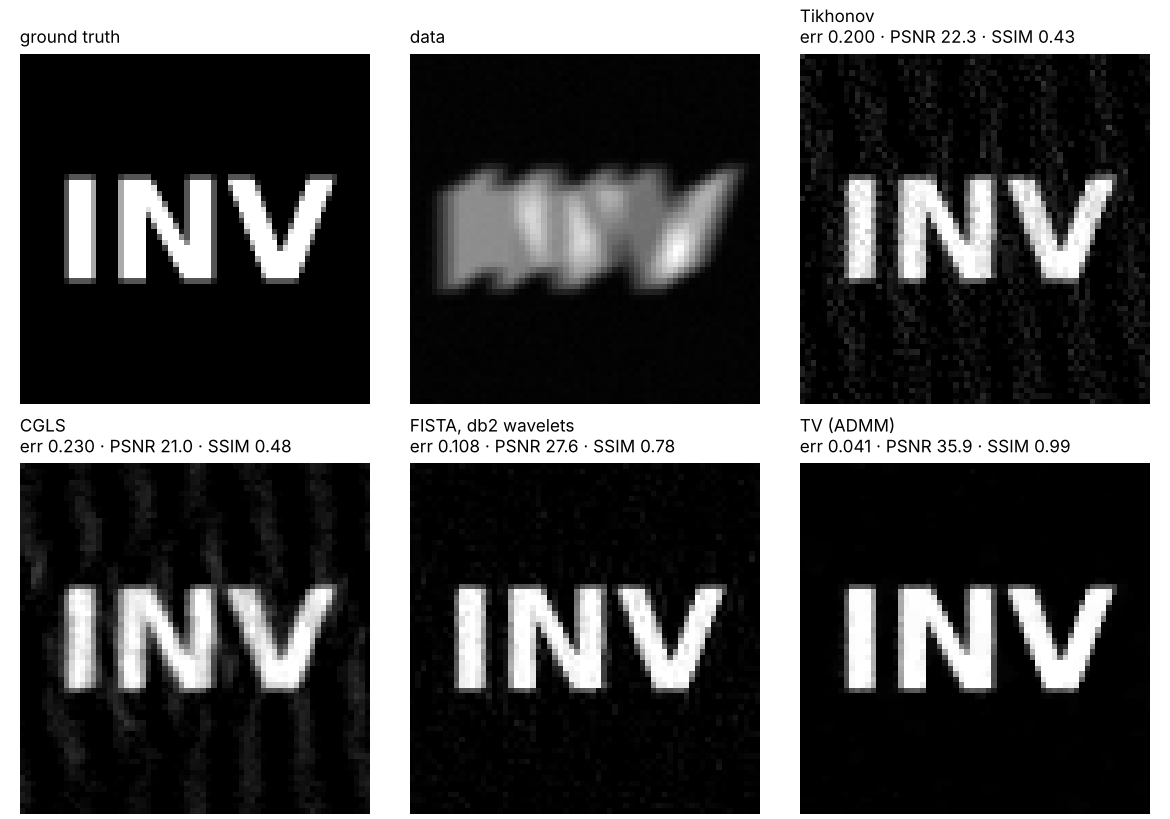 ground truth
data
Tikhonov
err 0.200 · PSNR 22.3 · SSIM 0.43
INV
INV
CGLS
err 0.230 · PSNR 21.0 · SSIM 0.48
FISTA, db2 wavelets
err 0.108 · PSNR 27.6 · SSIM 0.78
TV (ADMM)
err 0.041 · PSNR 35.9 · SSIM 0.99
INV
INV
INV